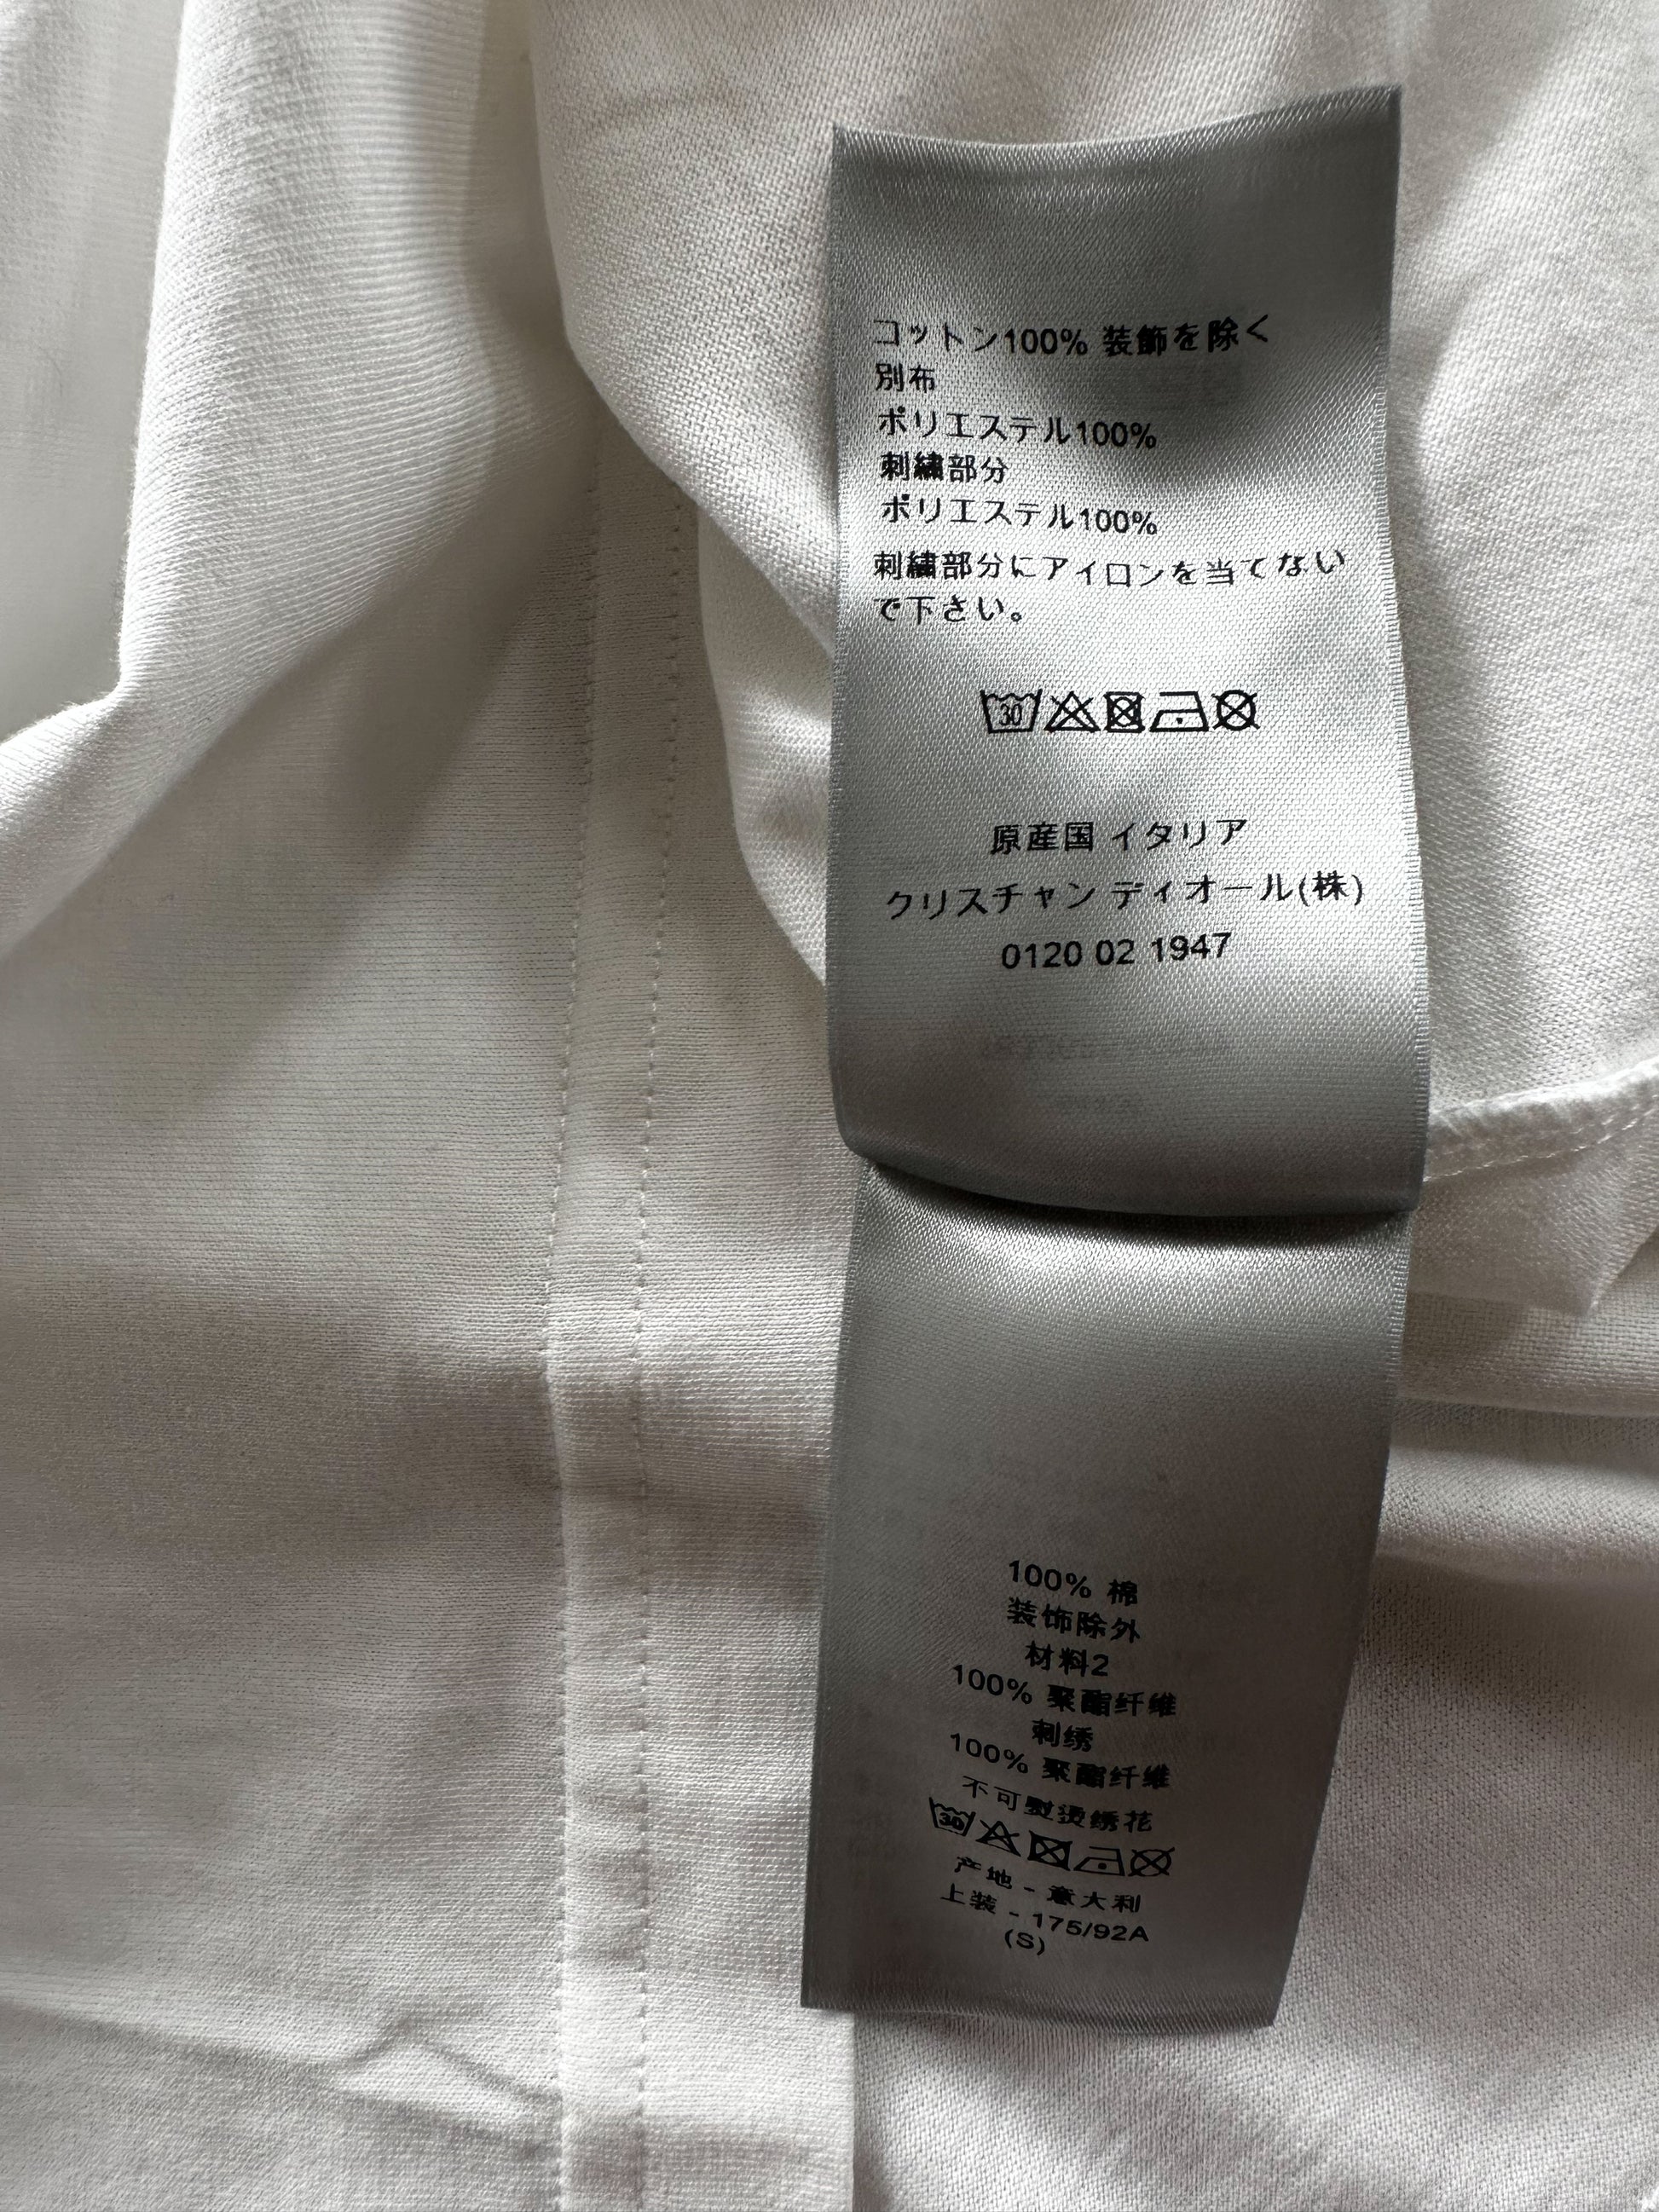 コットン100% 装飾を除く
別布
ポリエステル100%
刺繍部分
ポリエステル100%
刺繍部分にアイロンを当てない
で下さい。
30
原産国 イタリア
クリスチャン ディオール(株)
0120 02 1947
100% 棉
装饰除外
材料2
100% 聚酯纤维
刺绣
100% 聚酯纤维
不可熨烫绣花
30
产地 - 意大利
上装 - 175/92A
(S)